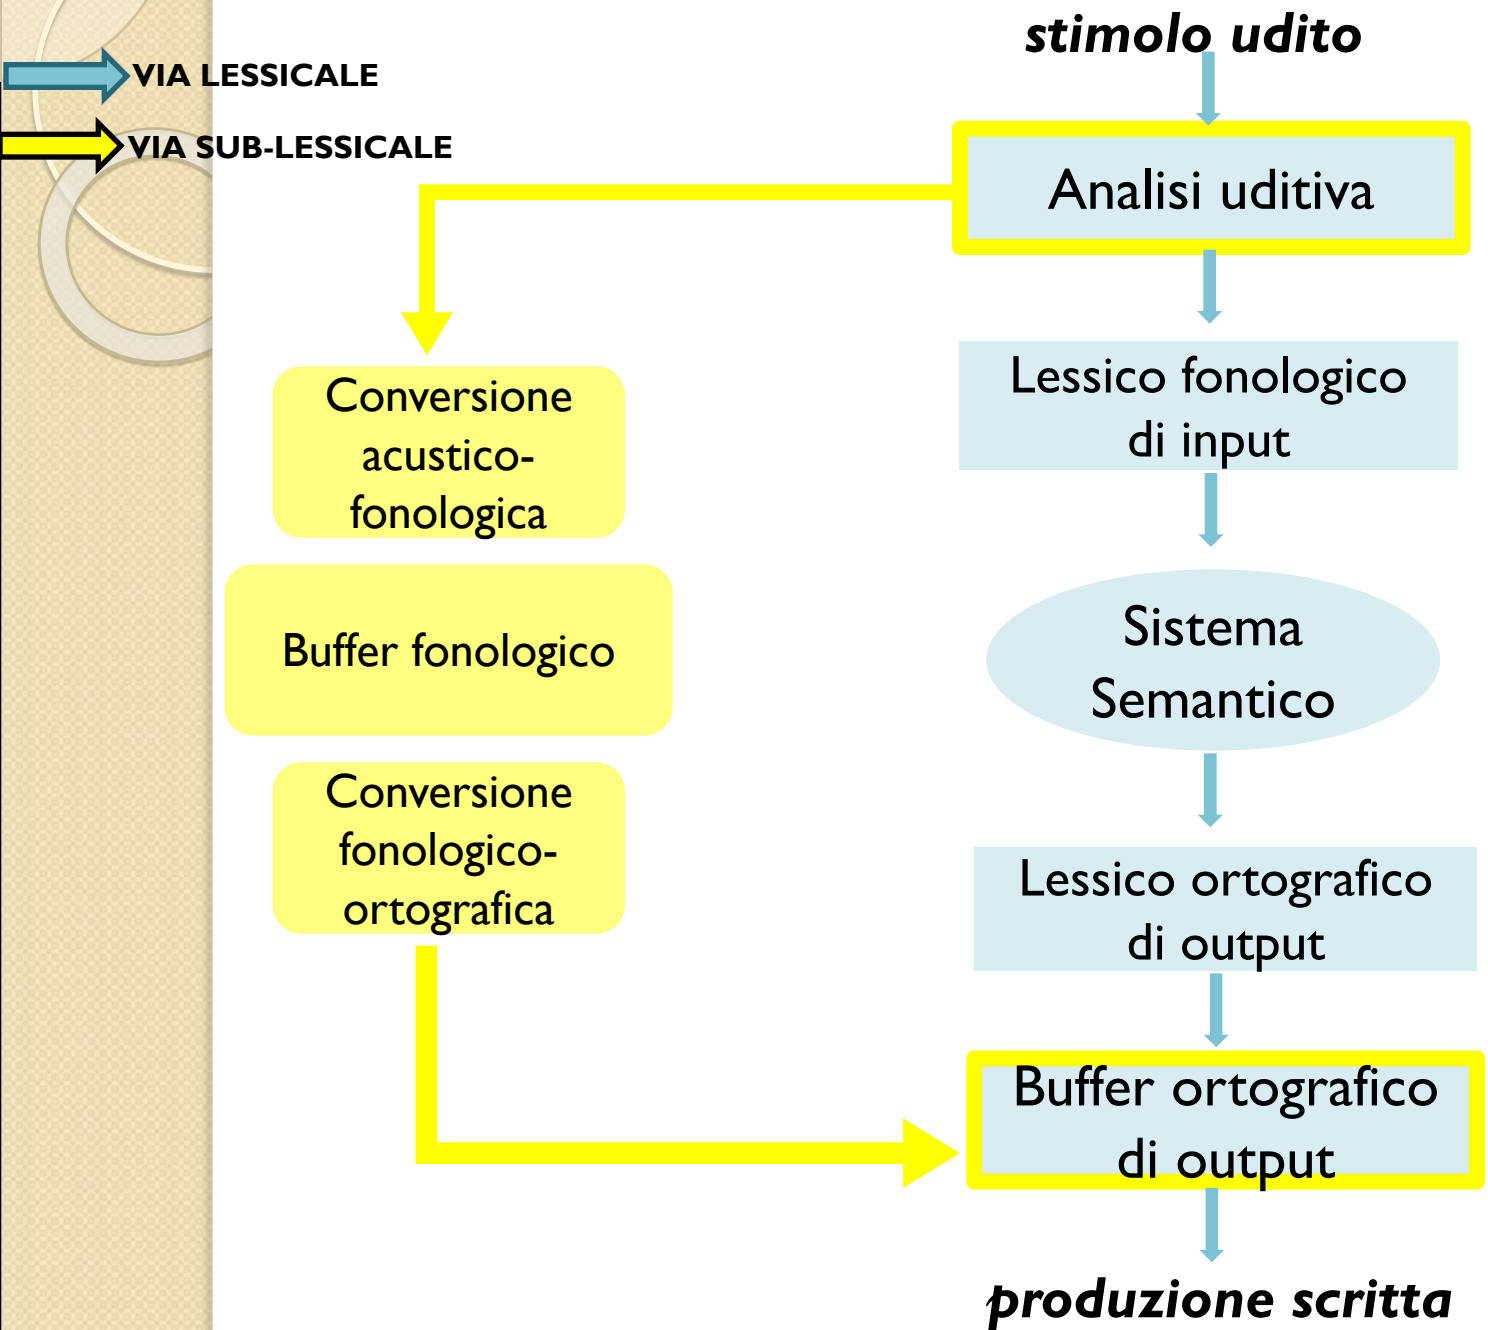 stimolo udito
VIA LESSICALE
VIA SUB-LESSICALE
Analisi uditiva
Conversione
acustico-
fonologica
Lessico fonologico
di input
Buffer fonologico
Sistema
Semantico
Conversione
fonologico-
ortografica
Lessico ortografico
di output
Buffer ortografico
di output
produzione scritta